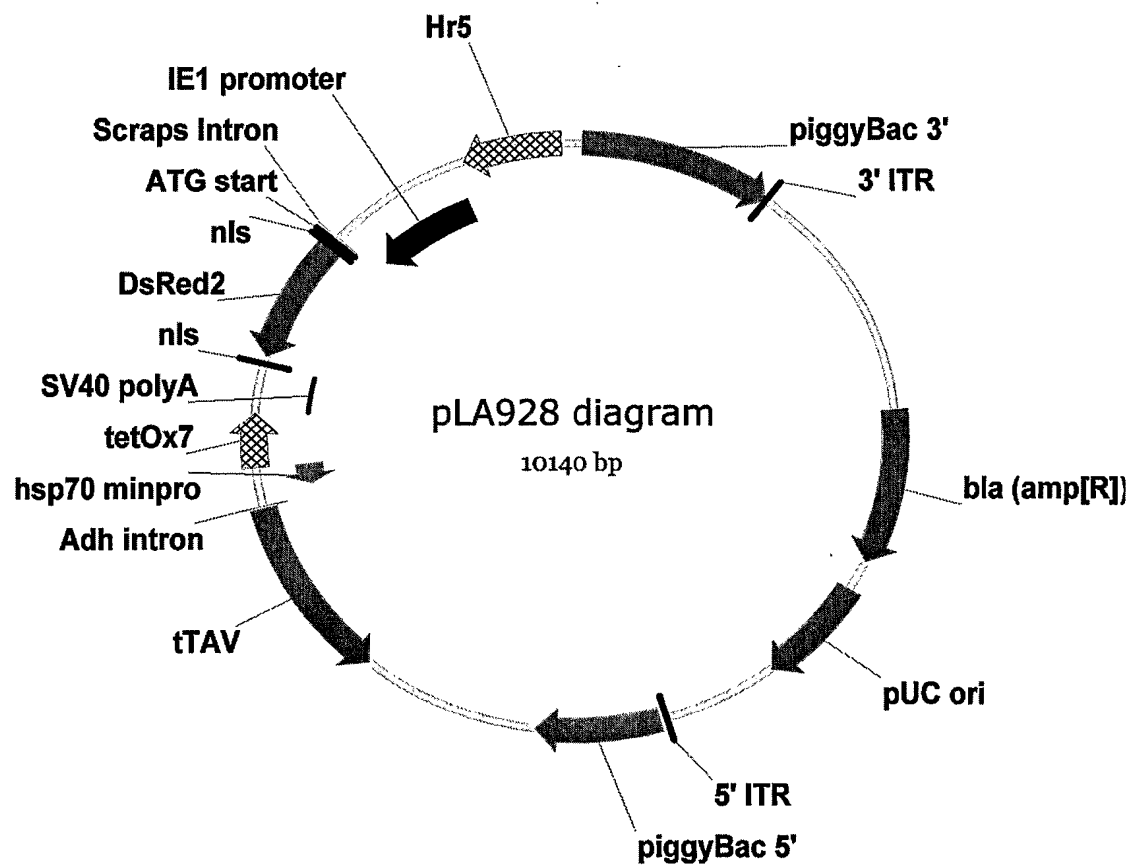 Hr5
IE1 promoter
Scraps Intron
ATG start
nls
DsRed2
nls
SV40 polyA
tetOx7
hsp70 minpro
Adh intron
tTAV
piggyBac 3'
3' ITR
bla (amp[R])
pUC ori
5' ITR
piggyBac 5'
pLA928 diagram
10140 bp